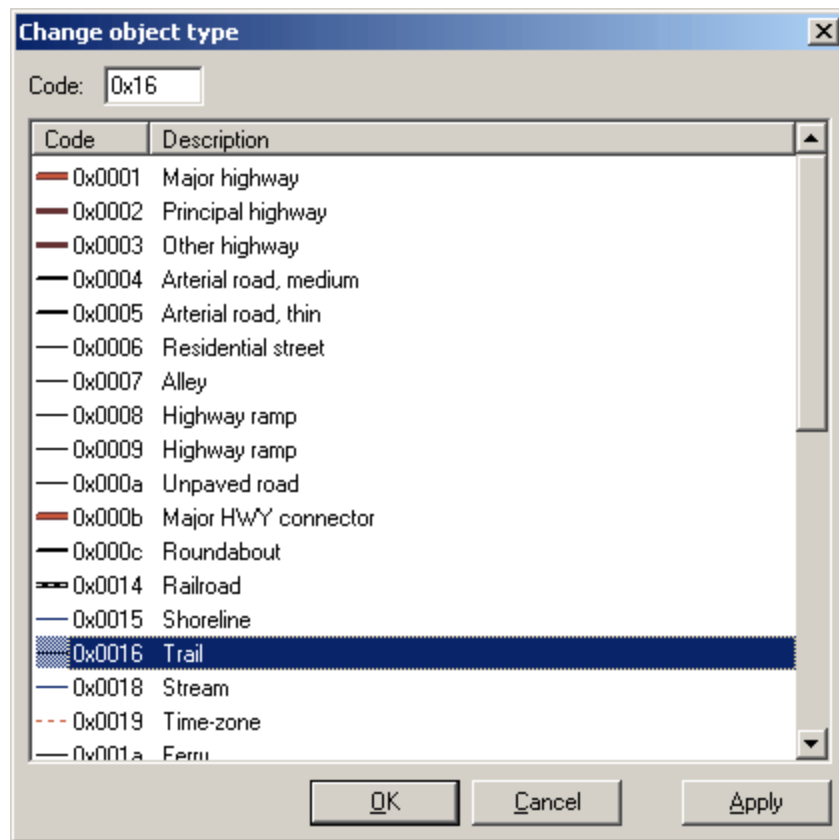 Change object type
Code: 0x16
Code Description
0x0001 Major highway
0x0002 Principal highway
0x0003 Other highway
0x0004 Arterial road, medium
0x0005 Arterial road, thin
0x0006 Residential street
0x0007 Alley
0x0008 Highway ramp
0x0009 Highway ramp
0x000a Unpaved road
0x000b Major HWY connector
0x000c Roundabout
0x0014 Railroad
0x0015 Shoreline
0x0016 Trail
0x0018 Stream
0x0019 Time-zone
0x001a Ferry
OK Cancel Apply